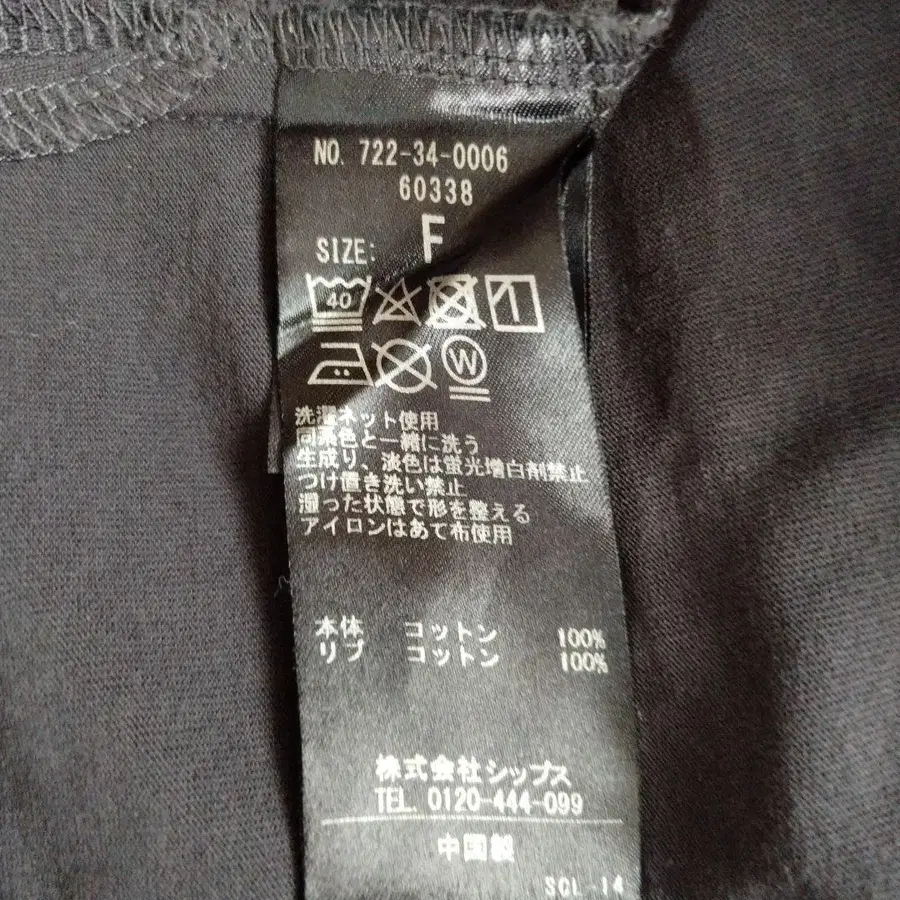 NO. 722-34-0006
60338
SIZE: F
40
W
洗濯ネット使用
同系色と一緒に洗う
生成り、淡色は蛍光増白剤禁止
つけ置き洗い禁止
湿った状態で形を整える
アイロンはあて布使用
本体 コットン 100%
リブ コットン 100%
株式会社シップス
TEL. 0120-444-099
中国製
SCL-14